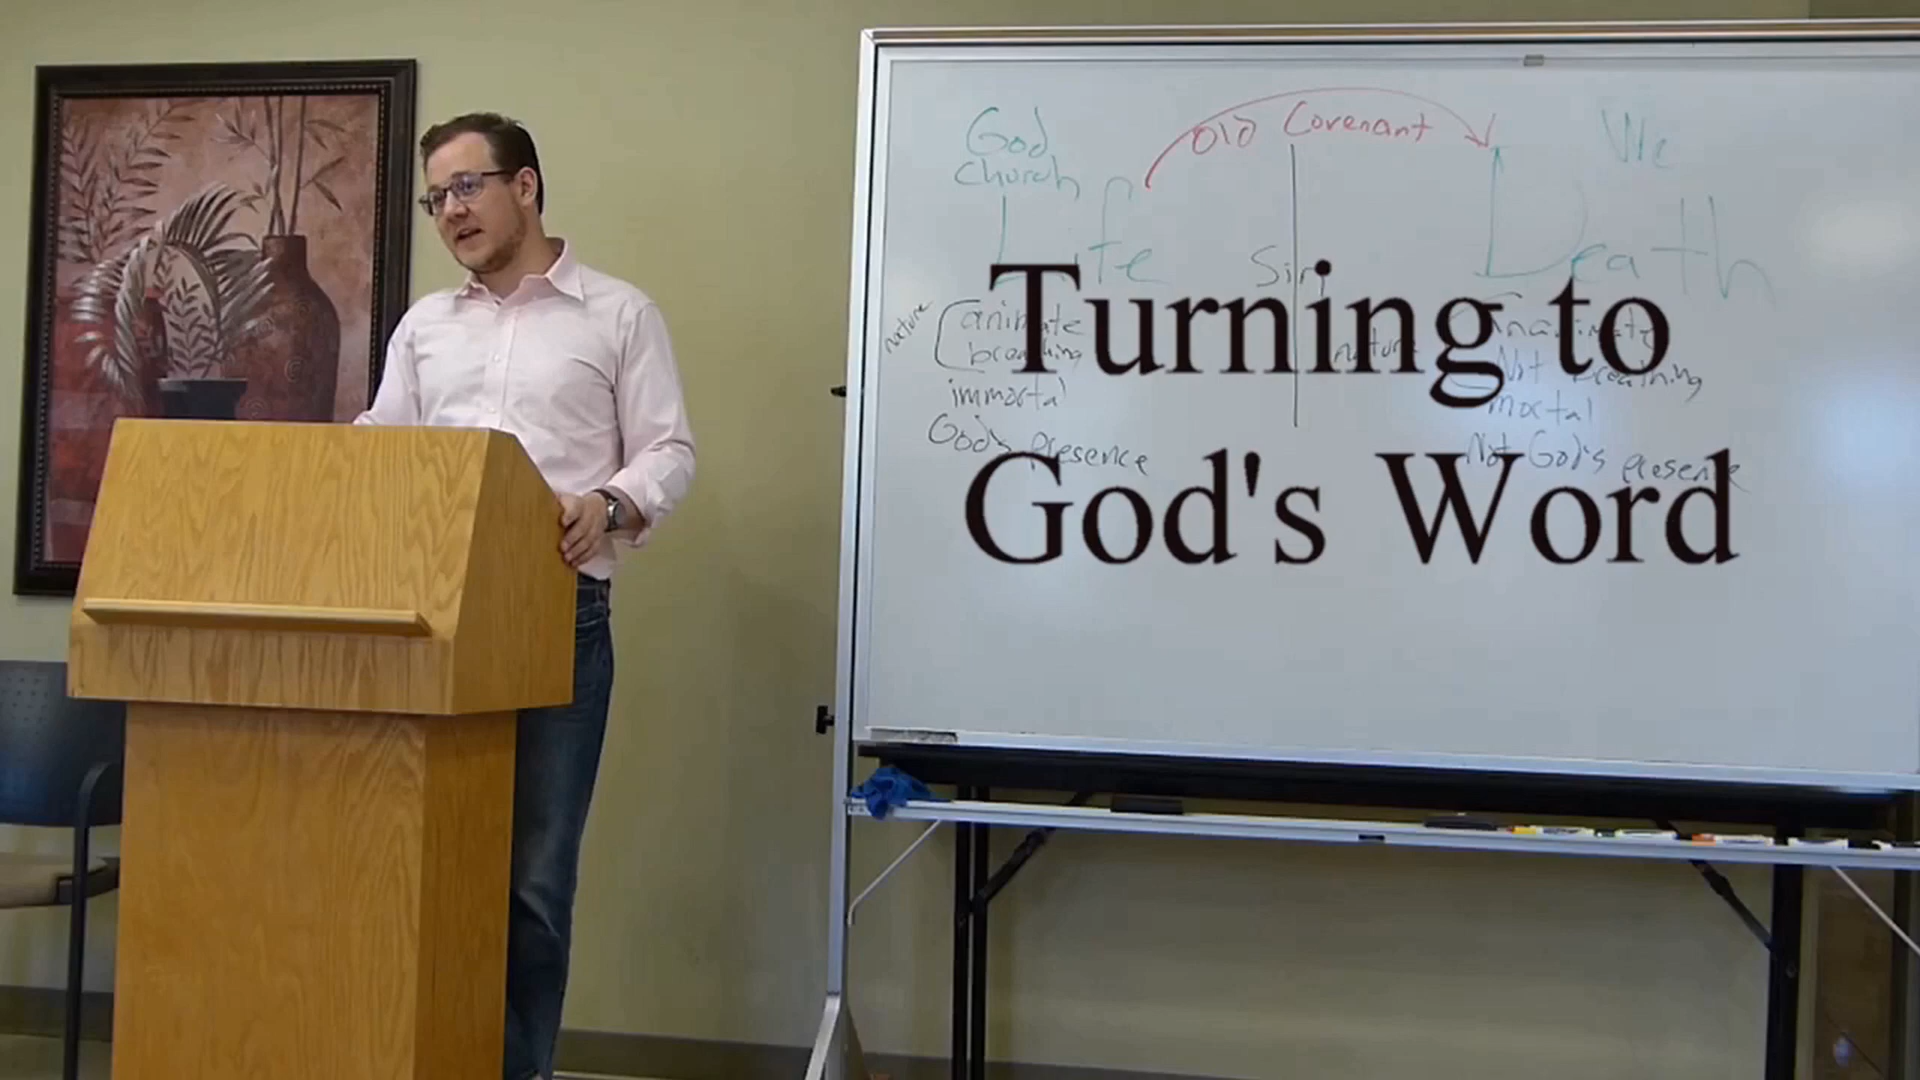 God
Church
Old Covenant
We
Life
Death
Sin
nature
animate
breathing
immortal
God's presence
nature
inanimate
Not breathing
mortal
Not God's presence
Turning to
God's Word